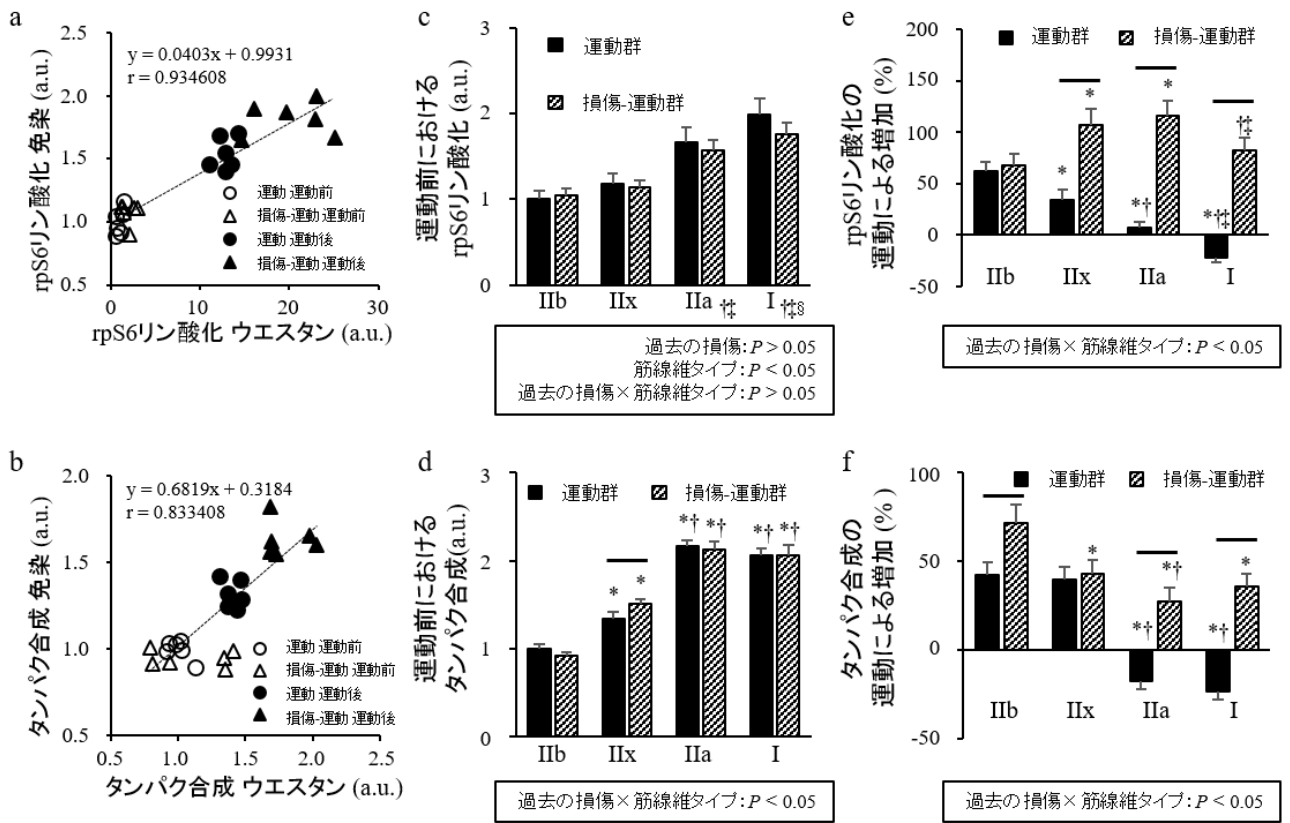 a
y = 0.0403x + 0.9931
r = 0.934608
rpS6リン酸化 免染 (a.u.)
2.5
2.0
1.5
1.0
0.5
運動 運動前
損傷-運動 運動前
運動 運動後
損傷-運動 運動後
0
10
20
30
rpS6リン酸化 ウエスタン (a.u.)
c
運動前における
rpS6リン酸化 (a.u.)
3
2
1
0
運動群
損傷-運動群
IIb
IIx
IIa †‡
I †‡§
過去の損傷:P > 0.05
筋線維タイプ:P < 0.05
過去の損傷×筋線維タイプ:P > 0.05
e
rpS6リン酸化の
運動による増加 (%)
200
150
100
50
0
-50
運動群
損傷-運動群
*
*
*†
*
*†‡
†‡
IIb
IIx
IIa
I
過去の損傷×筋線維タイプ:P < 0.05
b
y = 0.6819x + 0.3184
r = 0.833408
タンパク合成 免染 (a.u.)
2.0
1.5
1.0
0.5
運動 運動前
損傷-運動 運動前
運動 運動後
損傷-運動 運動後
0.5
1.0
1.5
2.0
2.5
タンパク合成 ウエスタン (a.u.)
d
運動前における
タンパク合成(a.u.)
3
2
1
0
運動群
損傷-運動群
*
*
*†
*†
*†
*†
IIb
IIx
IIa
I
過去の損傷×筋線維タイプ:P < 0.05
f
タンパク合成の
運動による増加 (%)
100
50
0
-50
運動群
損傷-運動群
*
*†
*†
*†
*
IIb
IIx
IIa
I
過去の損傷×筋線維タイプ:P < 0.05